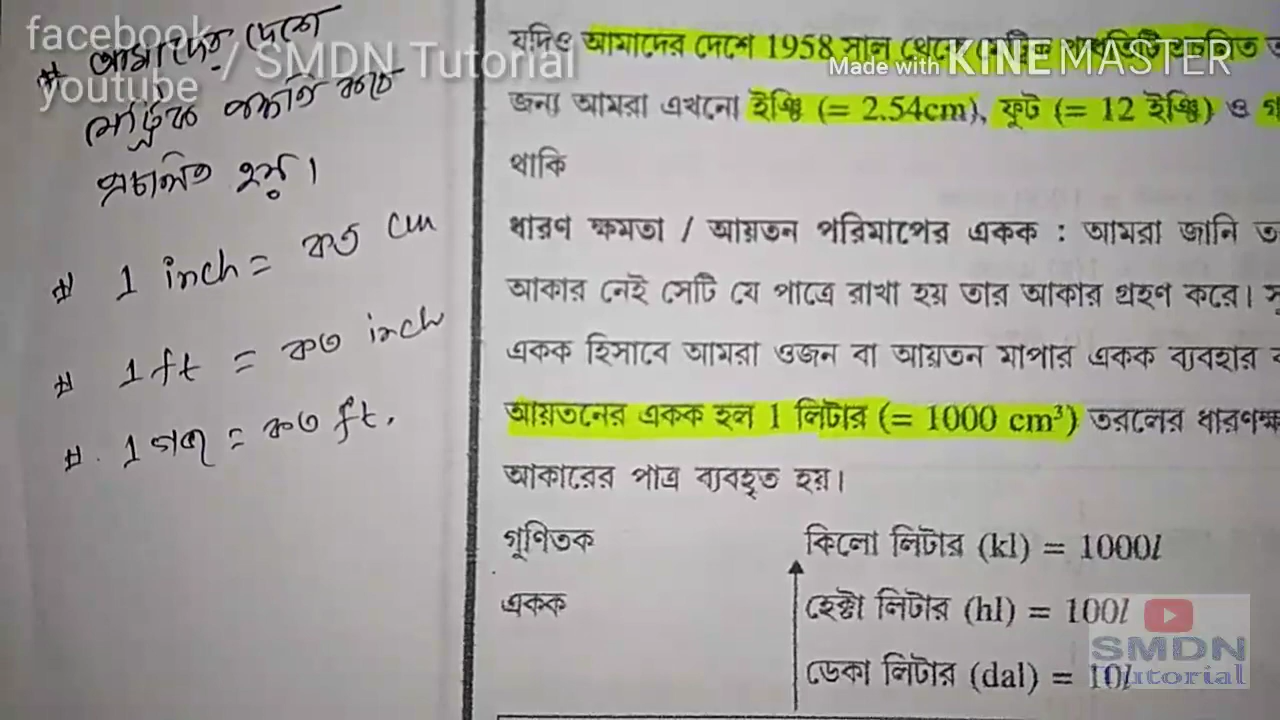 facebook
youtube / SMDN Tutorial
Made with KINEMASTER
# আমাদের দেশে
মেট্রিক পদ্ধতি কবে
প্রচলিত হয়।
# 1 inch = কত cm
# 1 ft = কত inch
# 1 গজ = কত ft.
যদিও আমাদের দেশে 1958 সাল থেকে
জন্য আমরা এখনো ইঞ্চি (= 2.54cm), ফুট (= 12 ইঞ্চি) ও
থাকি
ধারণ ক্ষমতা / আয়তন পরিমাপের একক : আমরা জানি
আকার নেই সেটি যে পাত্রে রাখা হয় তার আকার গ্রহণ করে।
একক হিসাবে আমরা ওজন বা আয়তন মাপার একক ব্যবহার
আয়তনের একক হল 1 লিটার (= 1000 cm³) তরলের
আকারের পাত্র ব্যবহৃত হয়।
গূণিতক কিলো লিটার (kl) = 1000l
একক হেক্টো লিটার (hl) = 100l
ডেকা লিটার (dal) = 10l
SMDN
Tutorial